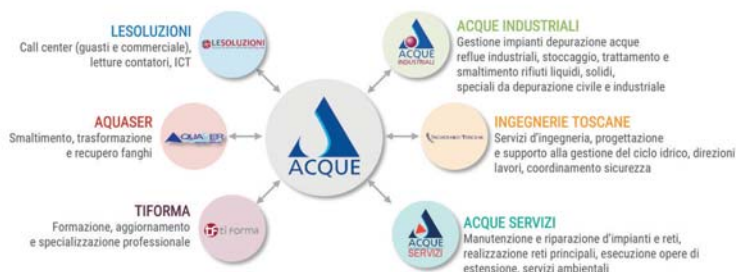 LESOLUZIONI
Call center (guasti e commerciale),
letture contatori, ICT
LESOLUZIONI
AQUASER
Smaltimento, trasformazione
e recupero fanghi
AQUASER
TIFORMA
Formazione, aggiornamento
e specializzazione professionale
ti forma
ACQUE
ACQUE INDUSTRIALI
Gestione impianti depurazione acque
reflue industriali, stoccaggio, trattamento e
smaltimento rifiuti liquidi, solidi,
speciali da depurazione civile e industriale
ACQUE
INDUSTRIALI
INGEGNERIE TOSCANE
Servizi d'ingegneria, progettazione
e supporto alla gestione del ciclo idrico, direzioni
lavori, coordinamento sicurezza
INGEGNERIE TOSCANE
ACQUE SERVIZI
Manutenzione e riparazione d'impianti e reti,
realizzazione reti principali, esecuzione opere di
estensione, servizi ambientali
ACQUE
SERVIZI